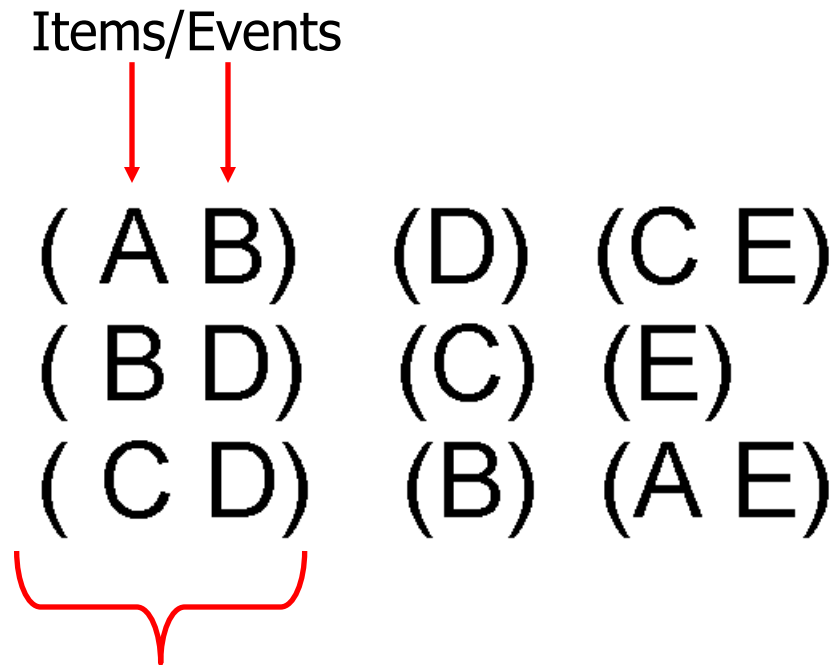 Items/Events
( A B) (D) (C E)
( B D) (C) (E)
( C D) (B) (A E)